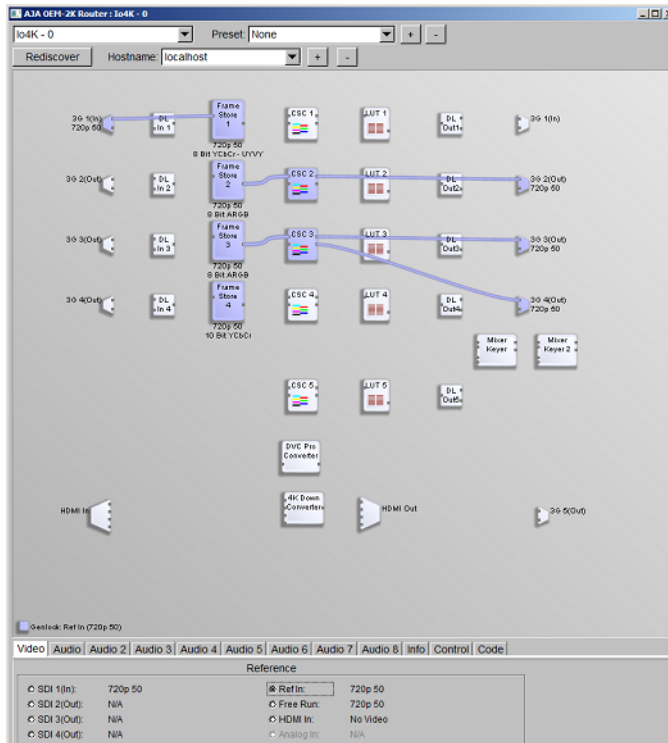 AJA OEM-2K Router : Io4K - 0
Io4K - 0 Preset: None + -
Rediscover Hostname: localhost + -
3G 1(In)
720p 50
DL
In 1
Frame
Store
1
720p 50
8 Bit YCbCr - UYVY
CSC 1
LUT 1
DL
Out1
3G 1(In)
3G 2(Out)
DL
In 2
Frame
Store
2
720p 50
8 Bit ARGB
CSC 2
LUT 2
DL
Out2
3G 2(Out)
720p 50
3G 3(Out)
DL
In 3
Frame
Store
3
720p 50
8 Bit ARGB
CSC 3
LUT 3
DL
Out3
3G 3(Out)
720p 50
3G 4(Out)
DL
In 4
Frame
Store
4
720p 50
10 Bit YCbCr
CSC 4
LUT 4
DL
Out4
3G 4(Out)
720p 50
Mixer
Keyer
Mixer
Keyer 2
CSC 5
LUT 5
DL
Out5
DVC Pro
Converter
HDMI In
4K Down
Converter
HDMI Out
3G 5(Out)
Genlock: Ref In (720p 50)
Video Audio Audio 2 Audio 3 Audio 4 Audio 5 Audio 6 Audio 7 Audio 8 Info Control Code
Reference
SDI 1(In): 720p 50 Ref In: 720p 50
SDI 2(Out): N/A Free Run: 720p 50
SDI 3(Out): N/A HDMI In: No Video
SDI 4(Out): N/A Analog In: N/A